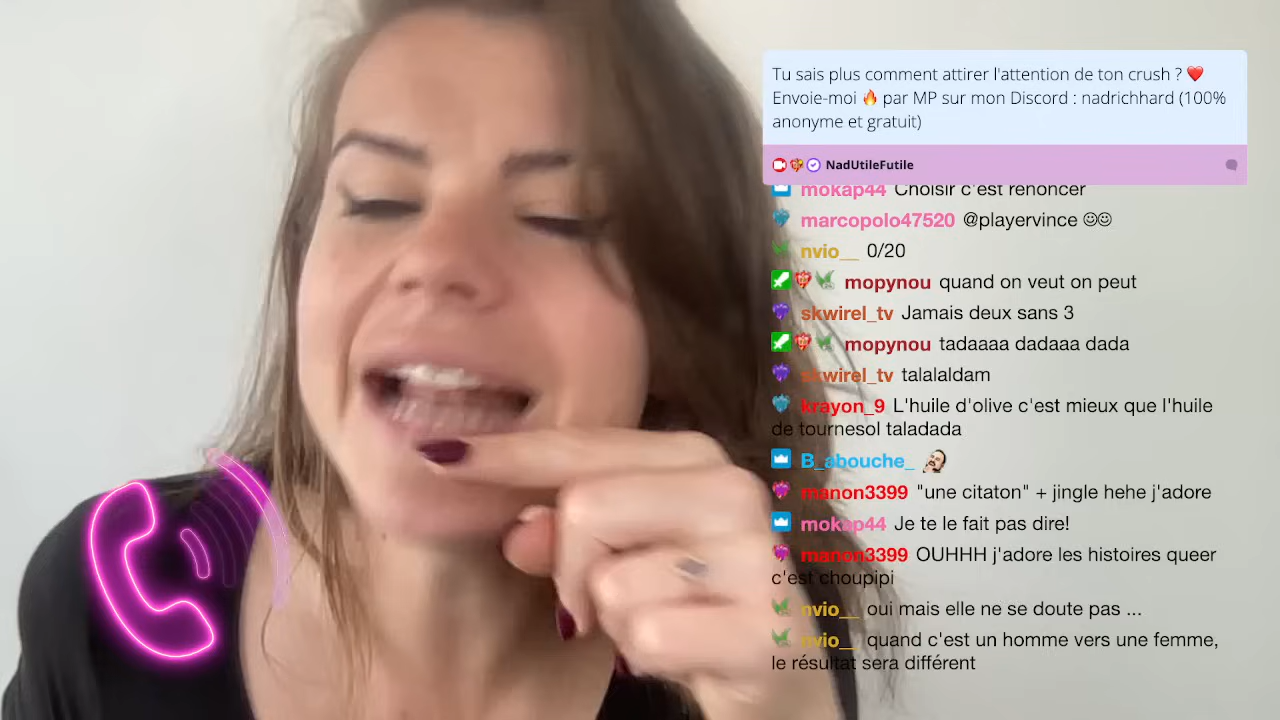 Tu sais plus comment attirer l'attention de ton crush ? ❤️
Envoie-moi 🔥 par MP sur mon Discord : nadrichhard (100%
anonyme et gratuit)
NadUtileFutile
mokap44 Choisir c'est renoncer
marcopolo47520 @playervince ☺☺
nvio__ 0/20
mopynou quand on veut on peut
skwirel_tv Jamais deux sans 3
mopynou tadaaaa dadaaa dada
skwirel_tv talalaldam
krayon_9 L'huile d'olive c'est mieux que l'huile
de tournesol taladada
B_abouche_
manon3399 "une citaton" + jingle hehe j'adore
mokap44 Je te le fait pas dire!
manon3399 OUHHH j'adore les histoires queer
c'est choupipi
nvio__ oui mais elle ne se doute pas ...
nvio__ quand c'est un homme vers une femme,
le résultat sera différent